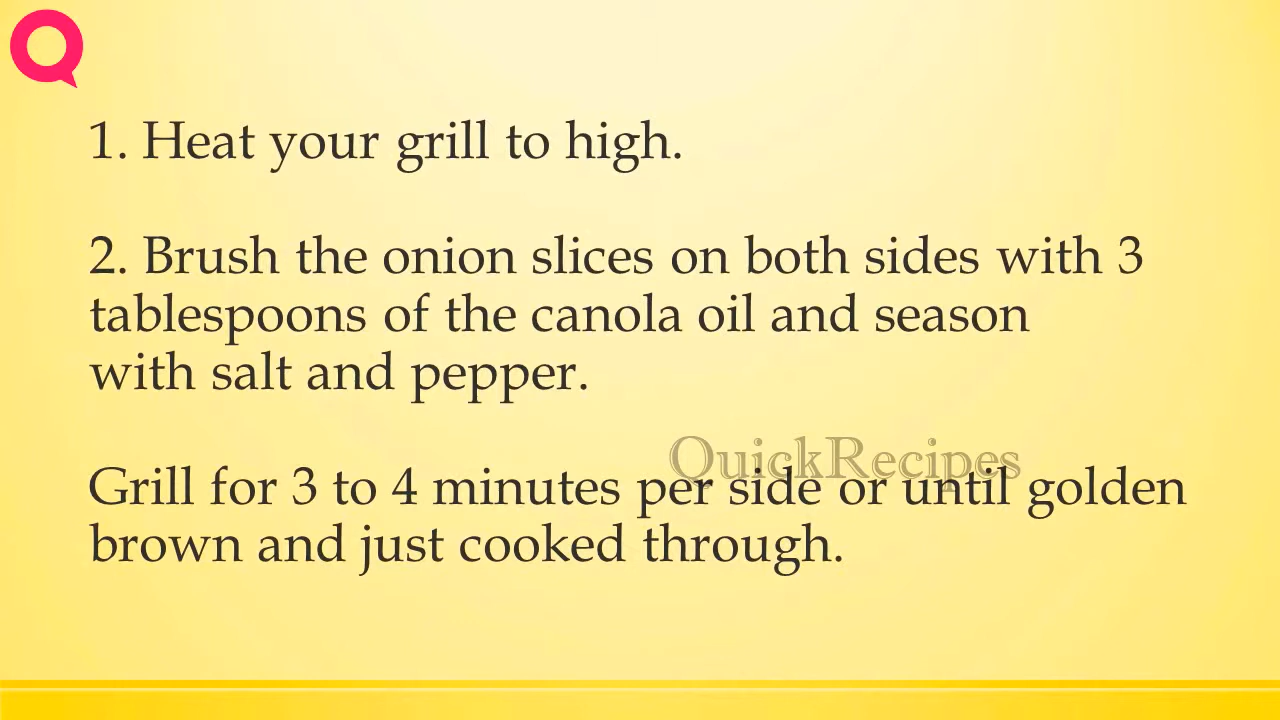 1. Heat your grill to high.
2. Brush the onion slices on both sides with 3
tablespoons of the canola oil and season
with salt and pepper.
QuickRecipes
Grill for 3 to 4 minutes per side or until golden
brown and just cooked through.